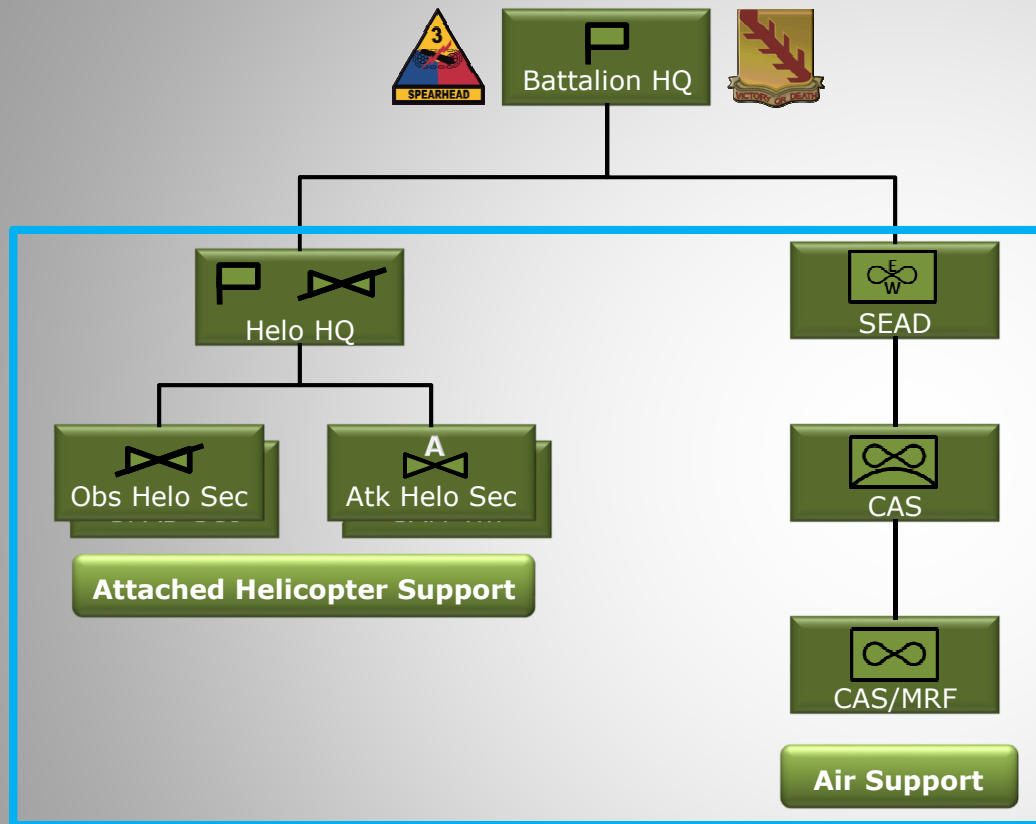 3
SPEARHEAD
Battalion HQ
VICTORY OR DEATH
Helo HQ
E
W
SEAD
Obs Helo Sec
A
Atk Helo Sec
CAS
Attached Helicopter Support
CAS/MRF
Air Support